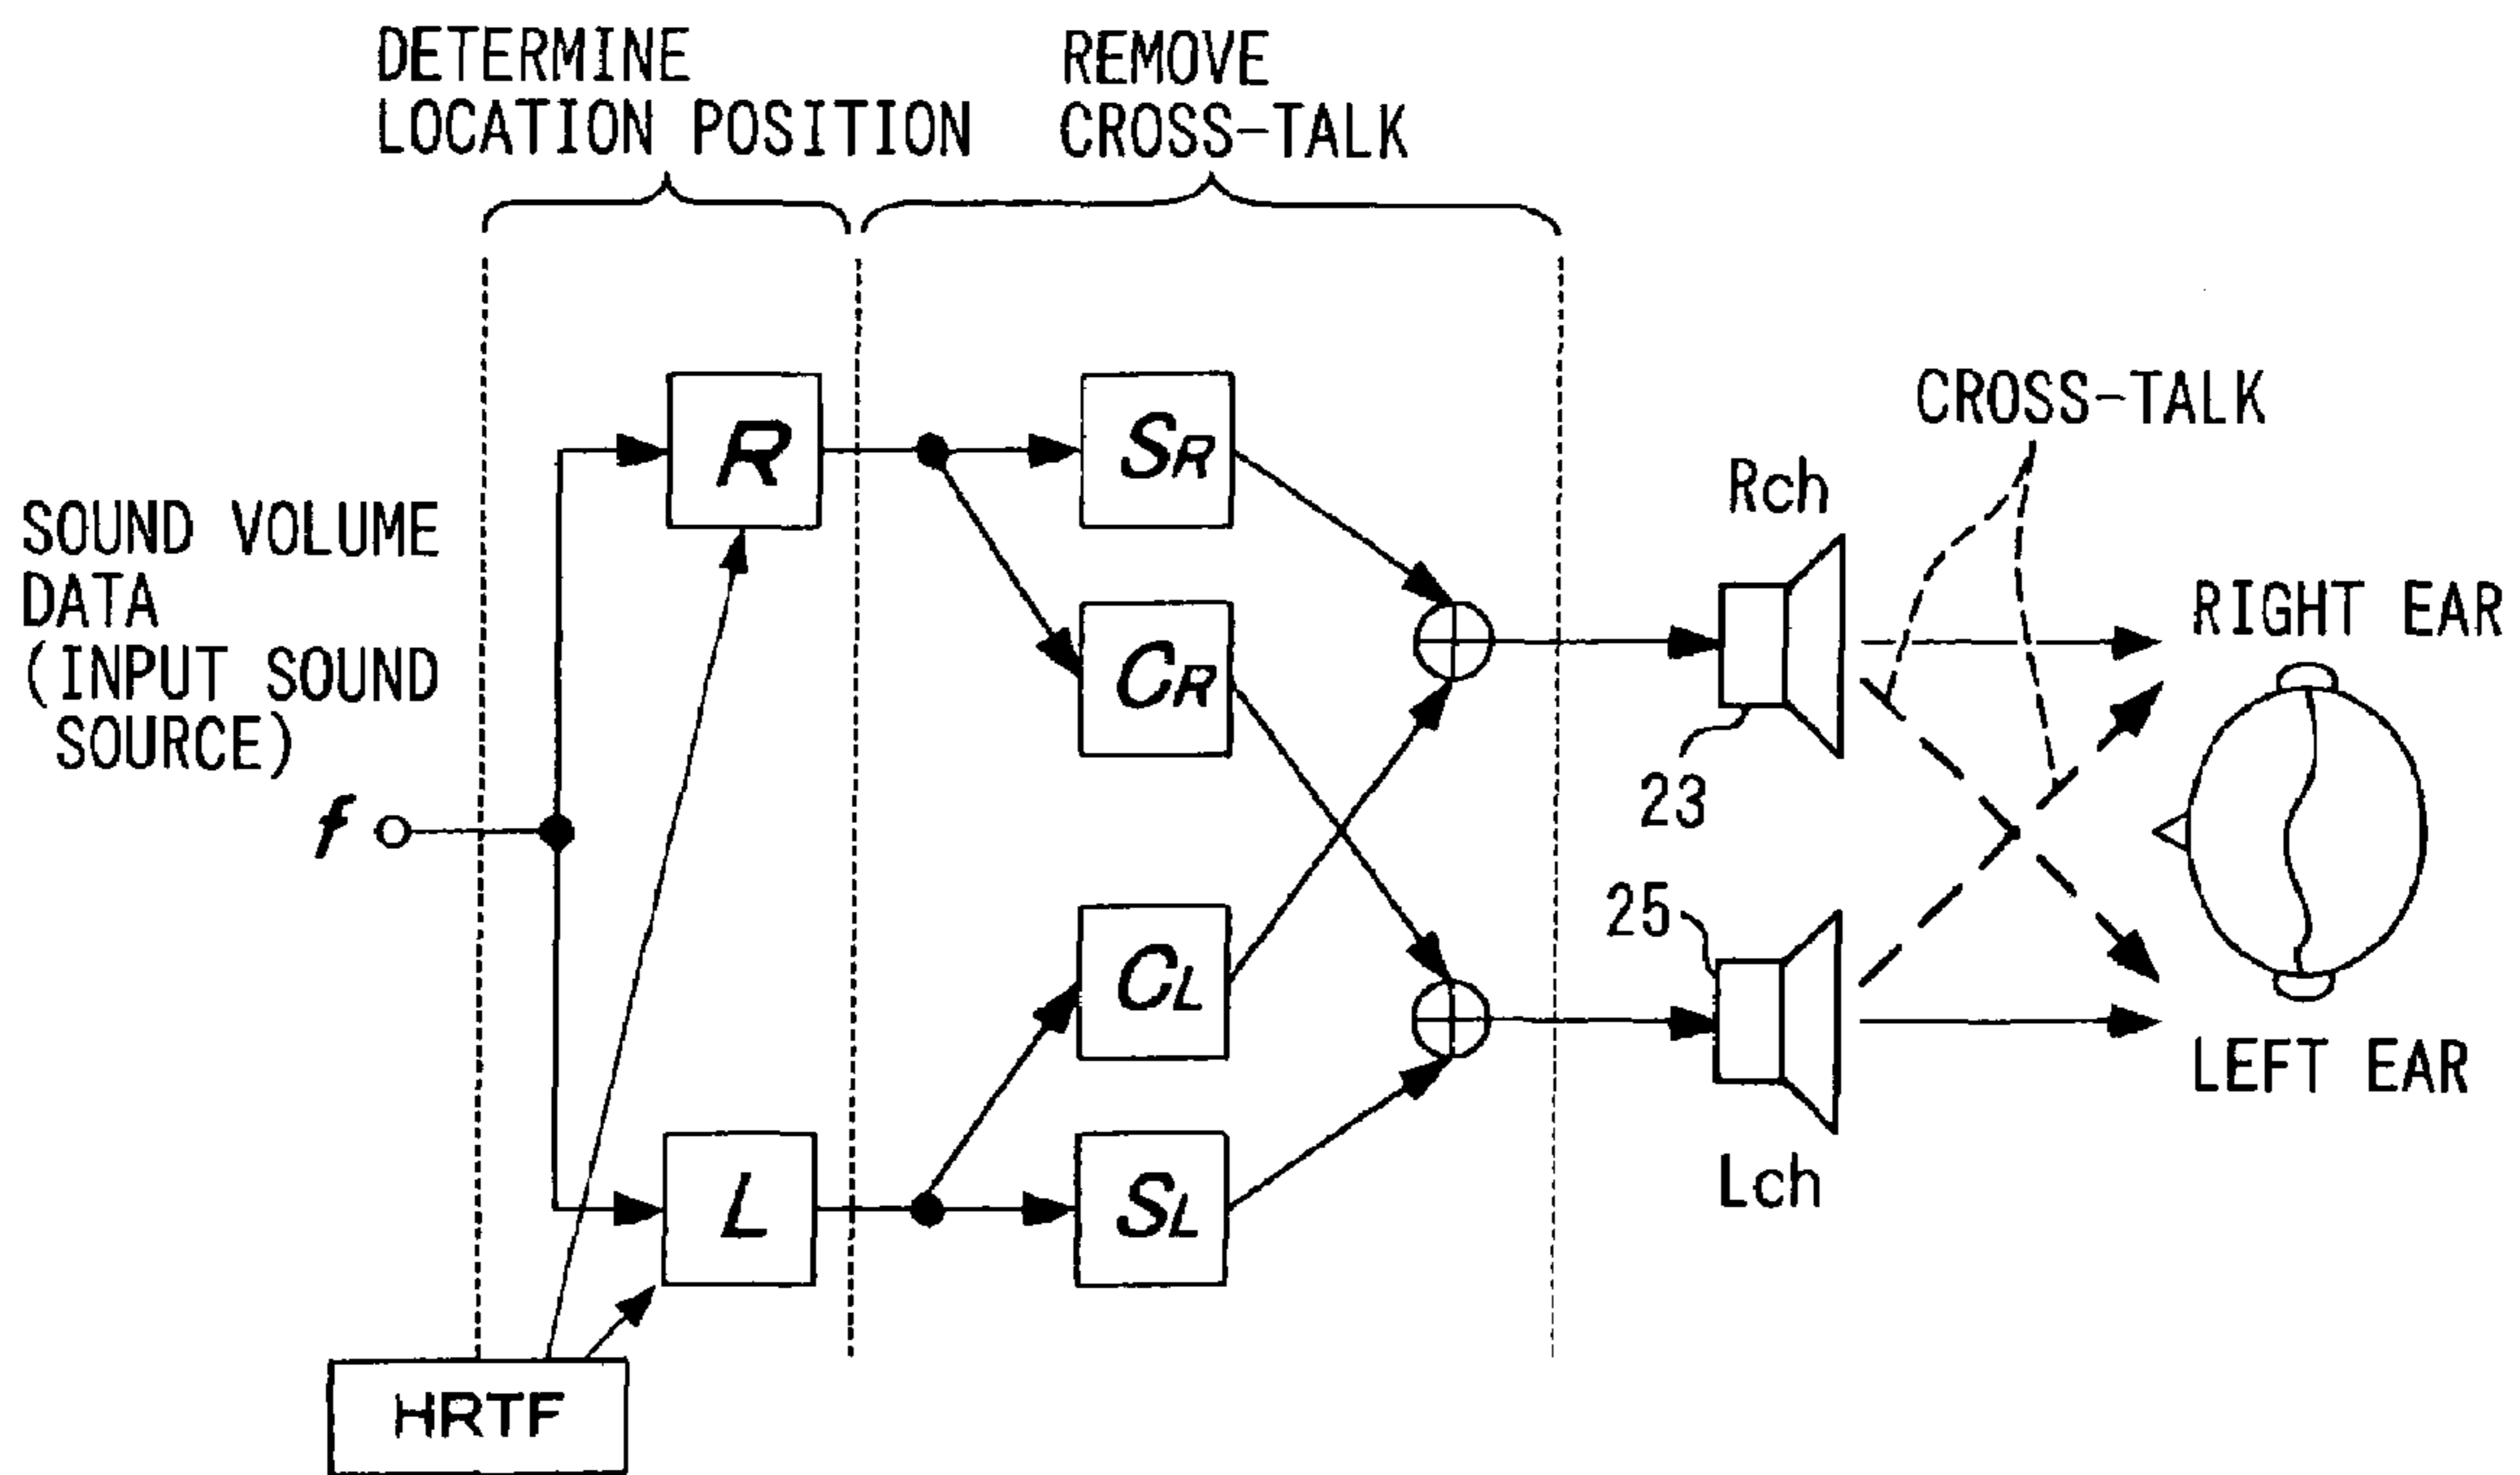 DETERMINE
LOCATION POSITION
REMOVE
CROSS-TALK
CROSS-TALK
SOUND VOLUME
DATA
(INPUT SOUND
SOURCE)
f
R
SR
CR
CL
L
SL
HRTF
Rch
23
25
Lch
RIGHT EAR
LEFT EAR